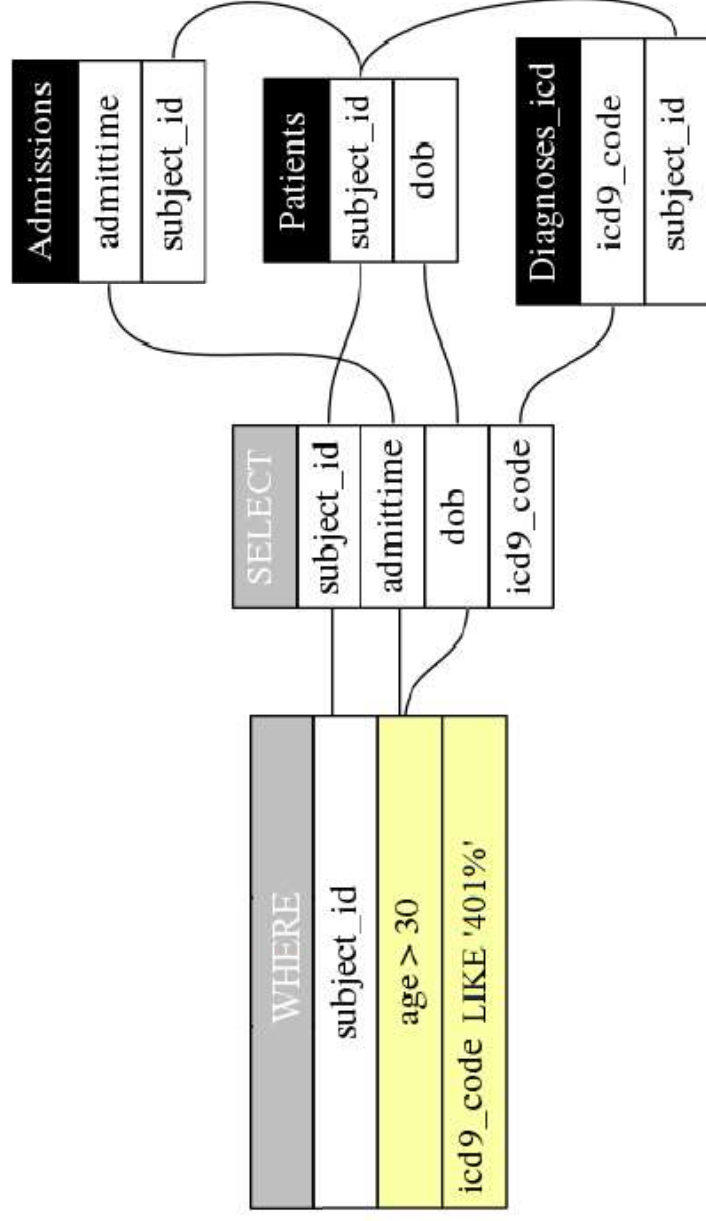 WHERE
subject_id
age > 30
icd9_code LIKE '401%'
SELECT
subject_id
admittime
dob
icd9_code
Admissions
admittime
subject_id
Patients
subject_id
dob
Diagnoses_icd
icd9_code
subject_id